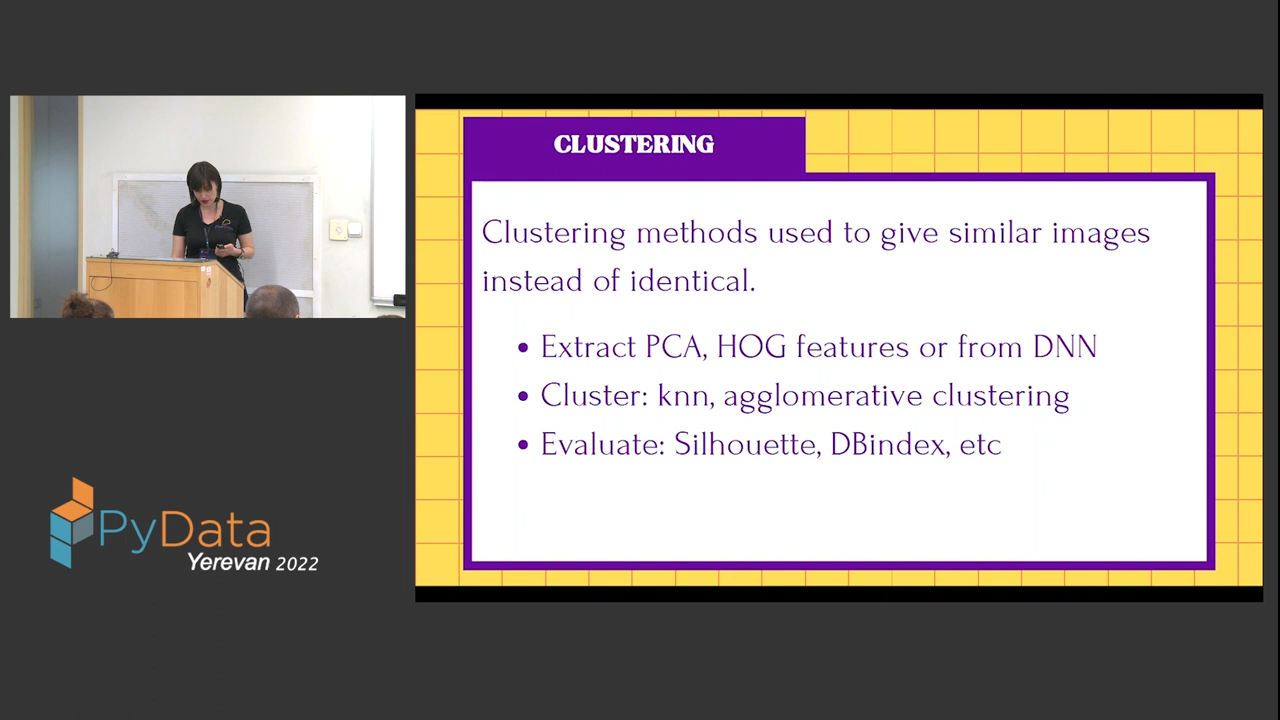 CLUSTERING
Clustering methods used to give similar images
instead of identical.
• Extract PCA, HOG features or from DNN
• Cluster: knn, agglomerative clustering
• Evaluate: Silhouette, DBindex, etc
PyData
Yerevan 2022